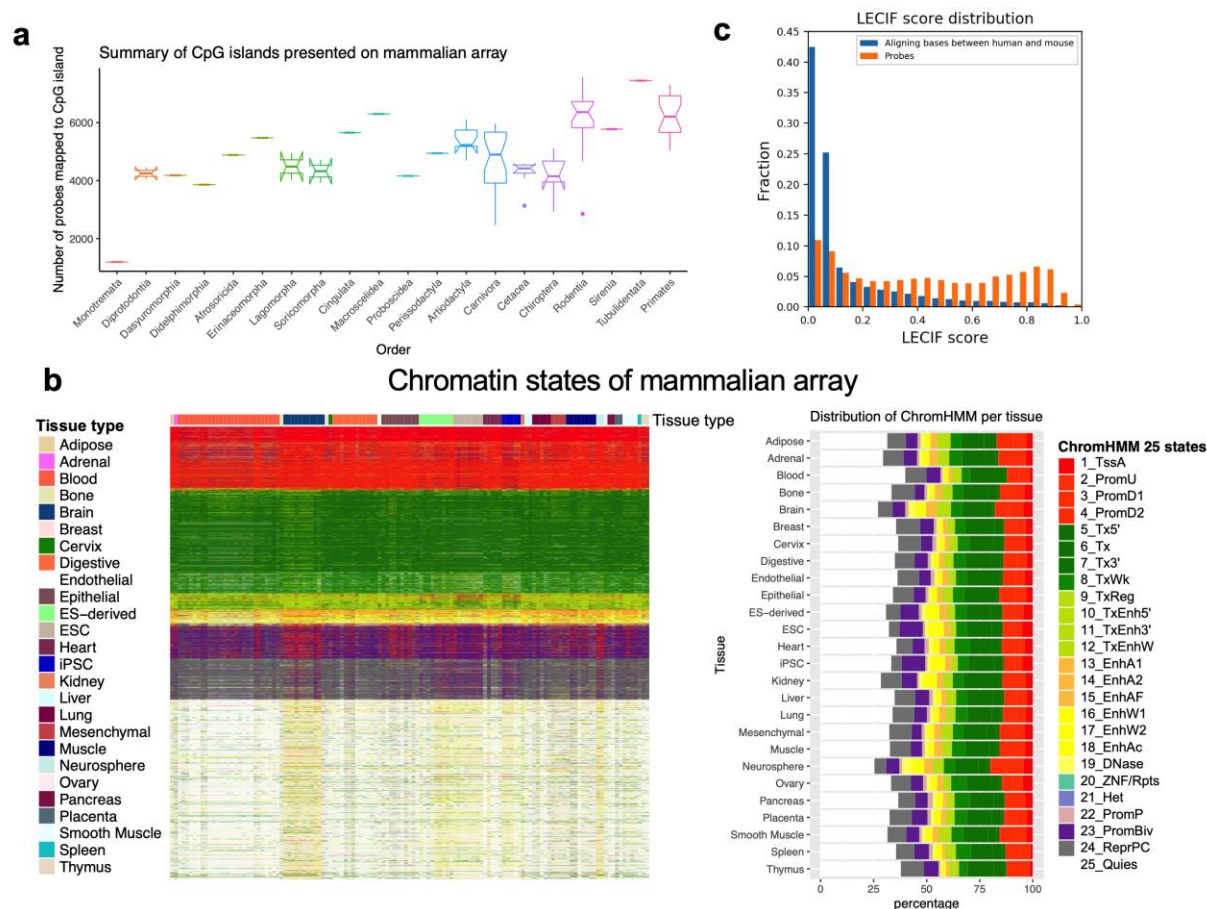 a
Summary of CpG islands presented on mammalian array
Number of probes mapped to CpG island
6000
4000
2000
Monotremata
Diprotodontia
Dasyuromorphia
Didelphimorphia
Afrosoricida
Erinaceomorpha
Lagomorpha
Soricomorpha
Cingulata
Macroscelidea
Proboscidea
Perissodactyla
Artiodactyla
Carnivora
Cetacea
Chiroptera
Rodentia
Sirenia
Tubulidentata
Primates
Order
c
LECIF score distribution
Aligning bases between human and mouse
Probes
Fraction
0.45
0.40
0.35
0.30
0.25
0.20
0.15
0.10
0.05
0.00
0.0 0.2 0.4 0.6 0.8 1.0
LECIF score
b
Chromatin states of mammalian array
Tissue type
Adipose
Adrenal
Blood
Bone
Brain
Breast
Cervix
Digestive
Endothelial
Epithelial
ES-derived
ESC
Heart
iPSC
Kidney
Liver
Lung
Mesenchymal
Muscle
Neurosphere
Ovary
Pancreas
Placenta
Smooth Muscle
Spleen
Thymus
Tissue type
Distribution of ChromHMM per tissue
Tissue
Adipose
Adrenal
Blood
Bone
Brain
Breast
Cervix
Digestive
Endothelial
Epithelial
ES-derived
ESC
Heart
iPSC
Kidney
Liver
Lung
Mesenchymal
Muscle
Neurosphere
Ovary
Pancreas
Placenta
Smooth Muscle
Spleen
Thymus
0 25 50 75 100
percentage
ChromHMM 25 states
1_TssA
2_PromU
3_PromD1
4_PromD2
5_Tx5'
6_Tx
7_Tx3'
8_TxWk
9_TxReg
10_TxEnh5'
11_TxEnh3'
12_TxEnhW
13_EnhA1
14_EnhA2
15_EnhAF
16_EnhW1
17_EnhW2
18_EnhAc
19_DNase
20_ZNF/Rpts
21_Het
22_PromP
23_PromBiv
24_ReprPC
25_Quies